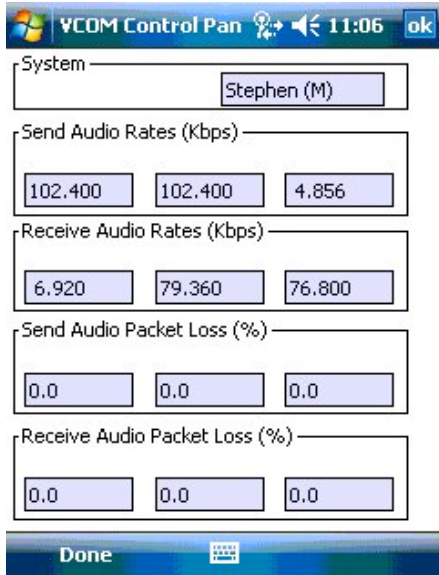 VCOM Control Pan 11:06 ok
System
Stephen (M)
Send Audio Rates (Kbps)
102.400 102.400 4.856
Receive Audio Rates (Kbps)
6.920 79.360 76.800
Send Audio Packet Loss (%)
0.0 0.0 0.0
Receive Audio Packet Loss (%)
0.0 0.0 0.0
Done